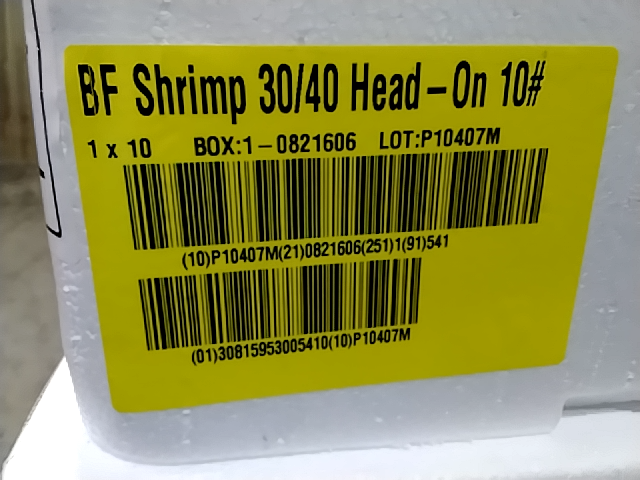 BF Shrimp 30/40 Head-On 10#
1 x 10 BOX:1-0821606 LOT:P10407M
(10)P10407M(21)0821606(251)1(91)541
(01)30815953005410(10)P10407M